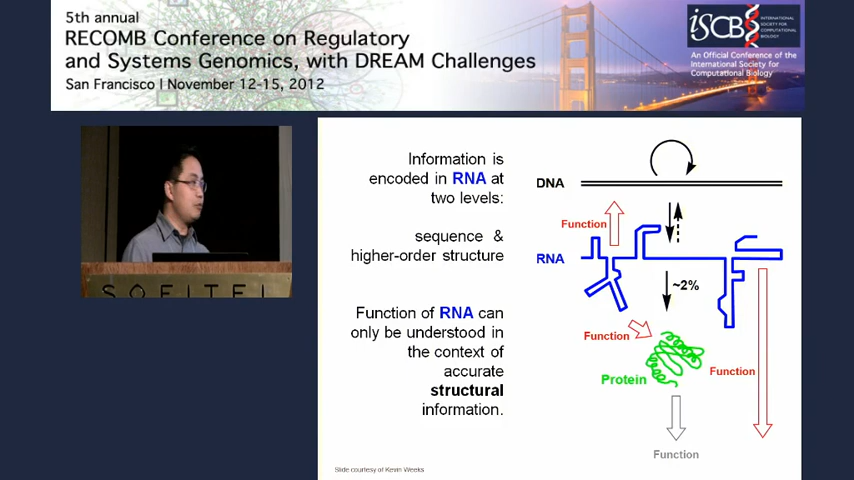 5th annual
RECOMB Conference on Regulatory
and Systems Genomics, with DREAM Challenges
San Francisco | November 12-15, 2012
iSCB
INTERNATIONAL
SOCIETY FOR
COMPUTATIONAL
BIOLOGY
An Official Conference of the
International Society for
Computational Biology
SOFITEL
Information is
encoded in RNA at
two levels:
sequence &
higher-order structure
Function of RNA can
only be understood in
the context of
accurate
structural
information.
DNA
Function
RNA
~2%
Function
Protein
Function
Function
Slide courtesy of Kevin Weeks